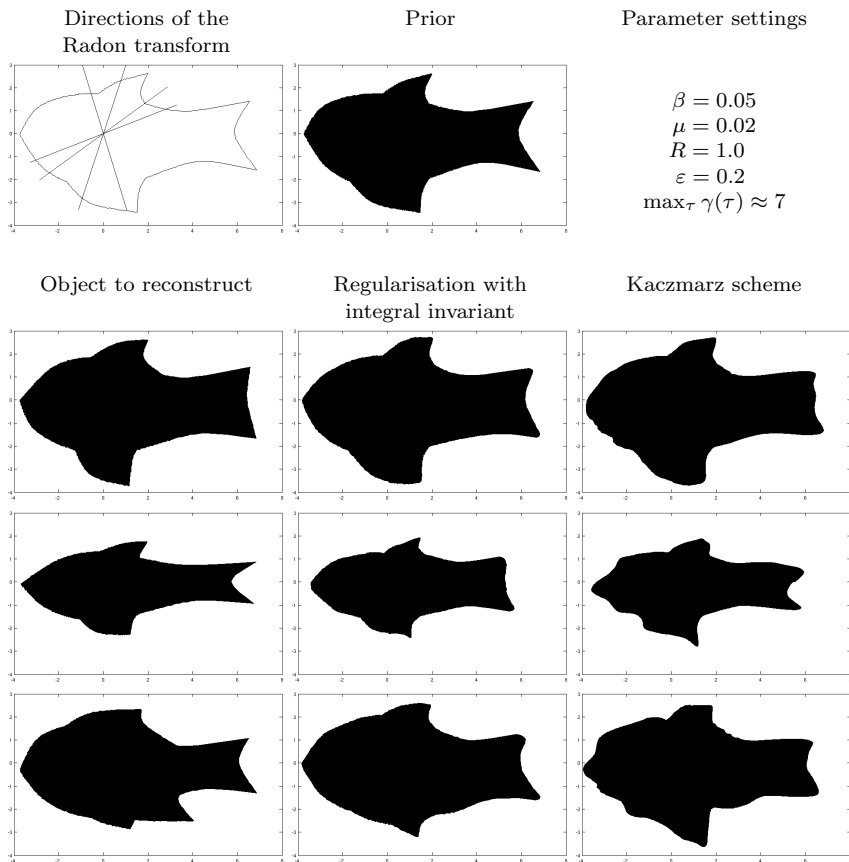 Directions of the
Radon transform
Prior
Parameter settings
β = 0.05
μ = 0.02
R = 1.0
ε = 0.2
max_τ γ(τ) ≈ 7
Object to reconstruct
Regularisation with
integral invariant
Kaczmarz scheme